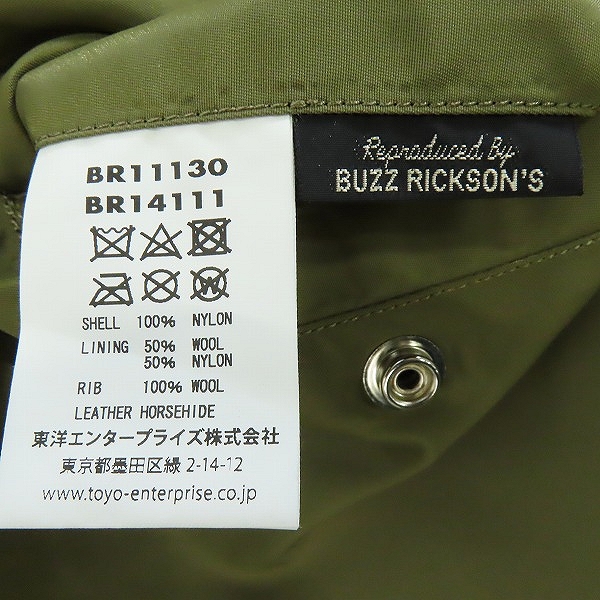 BR11130
BR14111
SHELL 100% NYLON
LINING 50% WOOL
50% NYLON
RIB 100% WOOL
LEATHER HORSEHIDE
東洋エンタープライズ株式会社
東京都墨田区緑 2-14-12
www.toyo-enterprise.co.jp
Reproduced By
BUZZ RICKSON'S